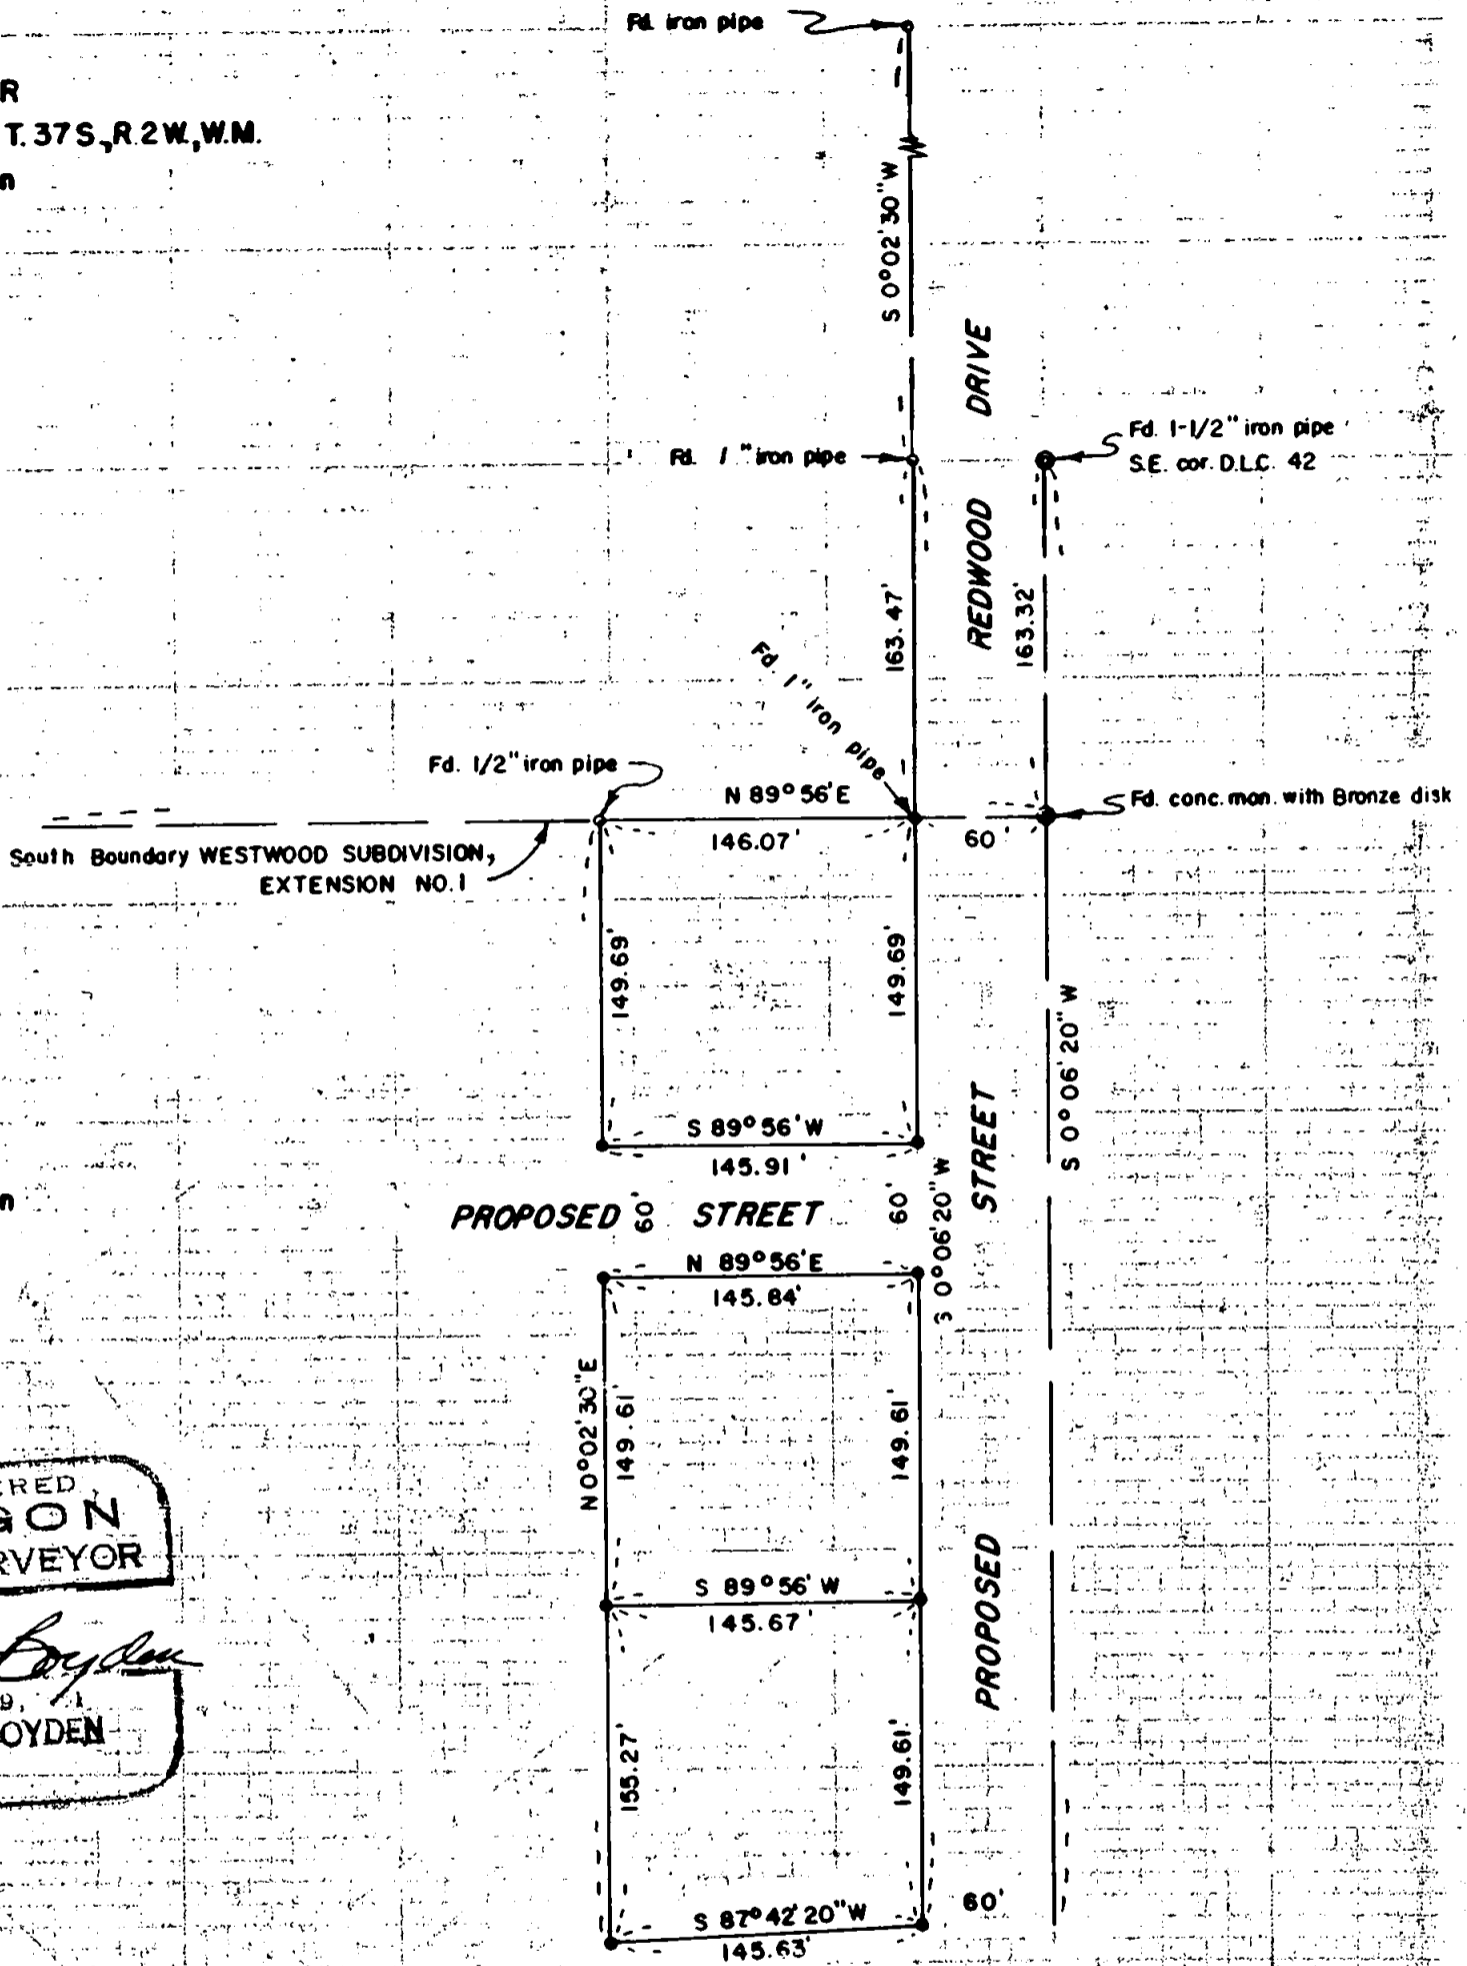 Fd. iron pipe
R
T. 37 S., R. 2 W., W.M.
n
S 0°02'30"W
REDWOOD DRIVE
Fd. 1" iron pipe
Fd. 1-1/2" iron pipe
S.E. cor. D.L.C. 42
163.47'
163.32'
Fd. 1" iron pipe
Fd. 1/2" iron pipe
N 89°56'E
146.07'
60'
Fd. conc. mon. with Bronze disk
South Boundary WESTWOOD SUBDIVISION,
EXTENSION NO. 1
149.69'
149.69'
S 0°06'20"W
S 89°56'W
145.91'
n
PROPOSED STREET
60'
60'
S 0°06'20"W
PROPOSED STREET
N 89°56'E
145.84'
N 0°02'30"E
149.61'
149.61'
ERED
GON
RVEYOR
Boyden
9,
OYDEN
S 89°56'W
145.67'
155.27'
149.61'
60'
S 87°42'20"W
145.63'